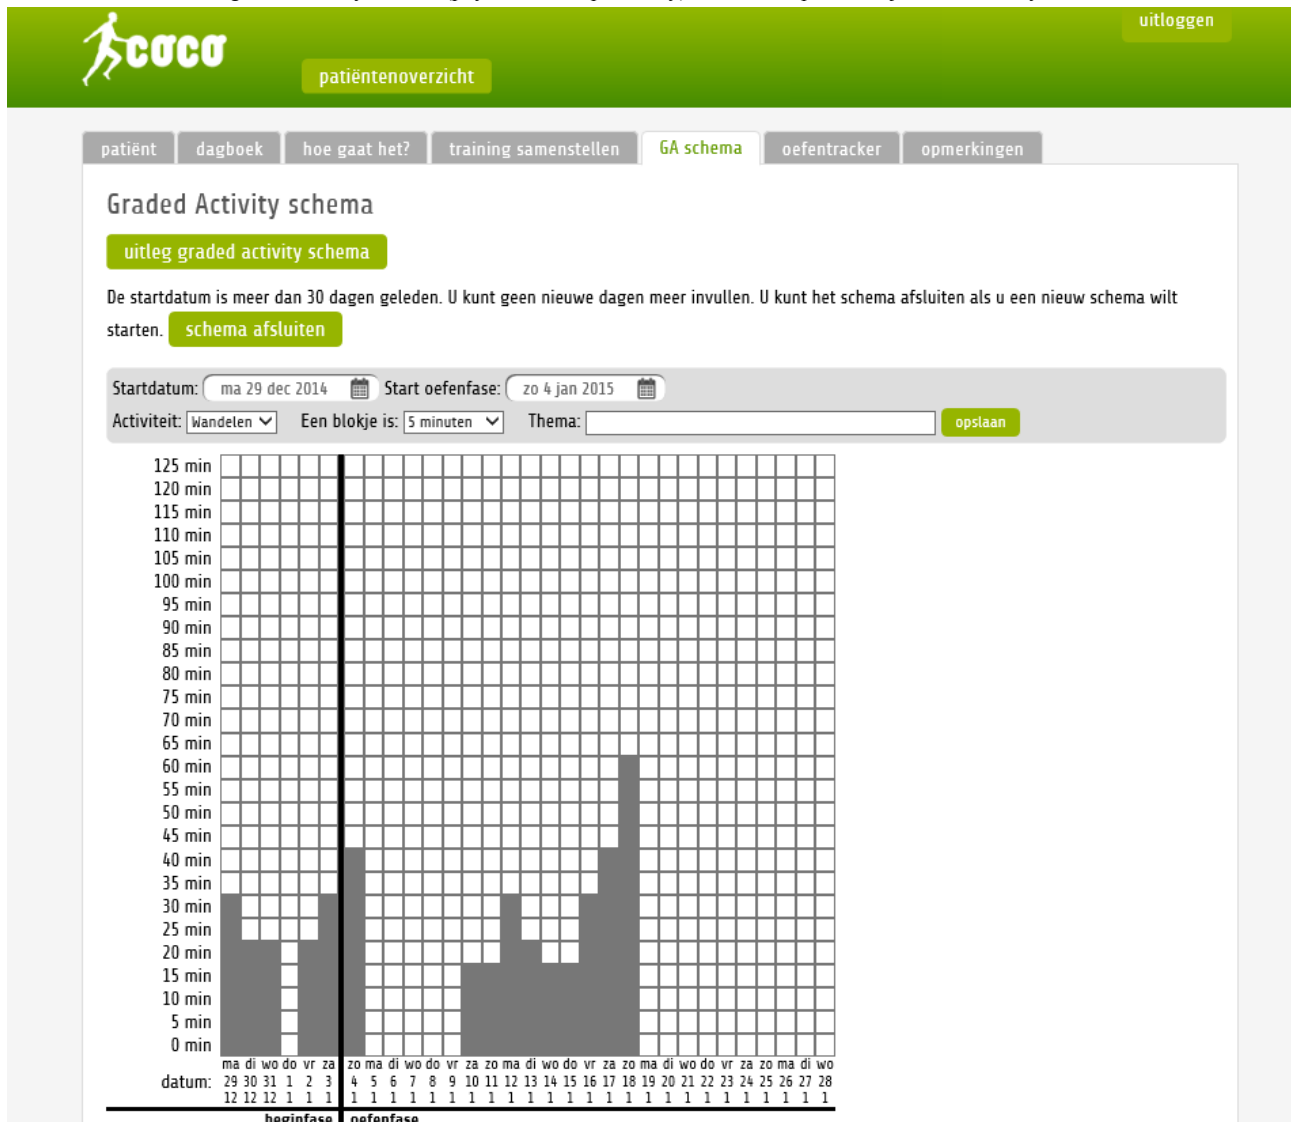 uitloggen
coco
patiëntenoverzicht
patiënt dagboek hoe gaat het? training samenstellen GA schema oefentracker opmerkingen
Graded Activity schema
uitleg graded activity schema
De startdatum is meer dan 30 dagen geleden. U kunt geen nieuwe dagen meer invullen. U kunt het schema afsluiten als u een nieuw schema wilt
starten. schema afsluiten
Startdatum: ma 29 dec 2014 Start oefenfase: zo 4 jan 2015
Activiteit: Wandelen Een blokje is: 5 minuten Thema: opslaan
125 min
120 min
115 min
110 min
105 min
100 min
95 min
90 min
85 min
80 min
75 min
70 min
65 min
60 min
55 min
50 min
45 min
40 min
35 min
30 min
25 min
20 min
15 min
10 min
5 min
0 min
ma di wo do vr za zo ma di wo do vr za zo ma di wo do vr za zo ma di wo do vr za zo ma di wo
datum: 29 30 31 1 2 3 4 5 6 7 8 9 10 11 12 13 14 15 16 17 18 19 20 21 22 23 24 25 26 27 28
12 12 12 1 1 1 1 1 1 1 1 1 1 1 1 1 1 1 1 1 1 1 1 1 1 1 1 1 1 1 1
beginfase oefenfase